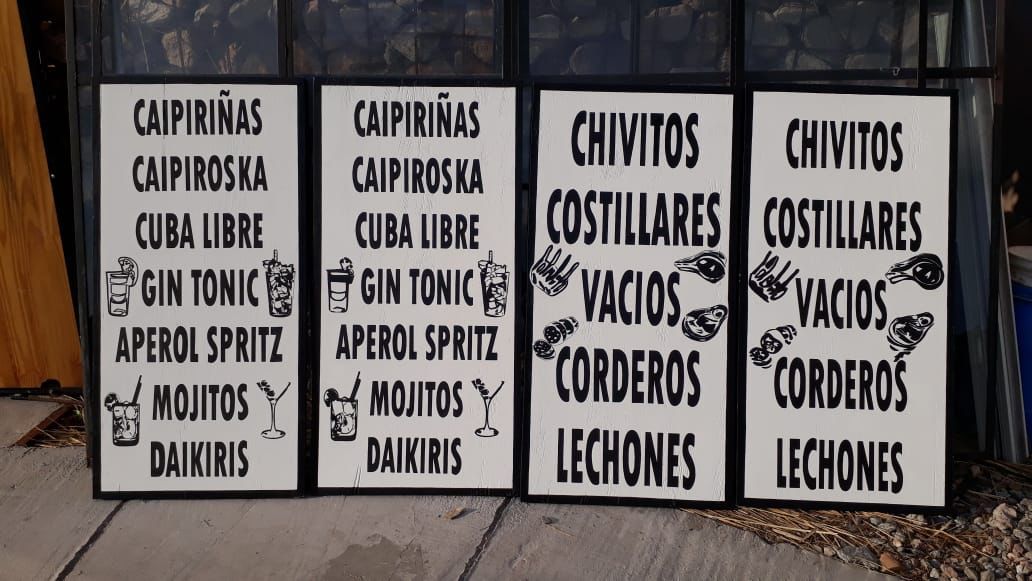 CAIPIRIÑAS
CAIPIROSKA
CUBA LIBRE
GIN TONIC
APEROL SPRITZ
MOJITOS
DAIKIRIS
CAIPIRIÑAS
CAIPIROSKA
CUBA LIBRE
GIN TONIC
APEROL SPRITZ
MOJITOS
DAIKIRIS
CHIVITOS
COSTILLARES
VACIOS
CORDEROS
LECHONES
CHIVITOS
COSTILLARES
VACIOS
CORDEROS
LECHONES